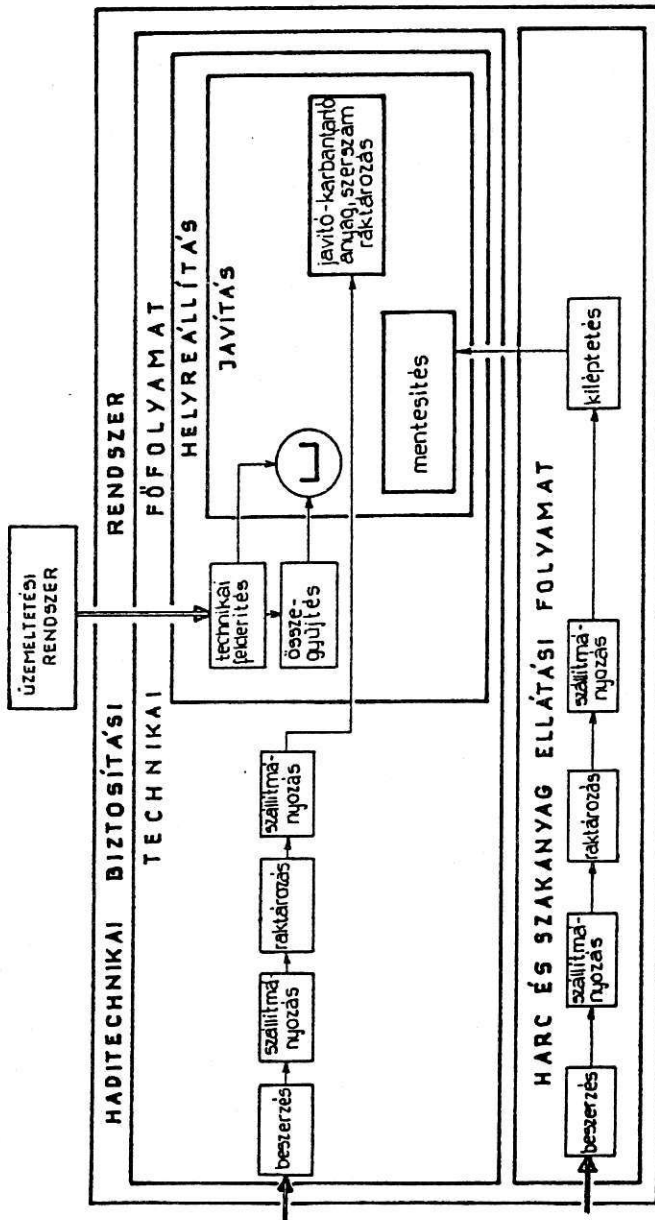 ÜZEMELTETÉSI
RENDSZER
HADITECHNIKAI BIZTOSÍTÁSI RENDSZER
TECHNIKAI FŐFOLYAMAT
HELYREÁLLÍTÁS
JAVÍTÁS
technikai
felderítés
össze-
gyűjtés
javító-karbantartó
anyag, szerszám
raktározás
mentesítés
beszerzés
szállítmá-
nyozás
raktározás
szállítmá-
nyozás
HARC ÉS SZAKANYAG ELLÁTÁSI FOLYAMAT
beszerzés
szállítmá-
nyozás
raktározás
szállítmá-
nyozás
kiléptetés